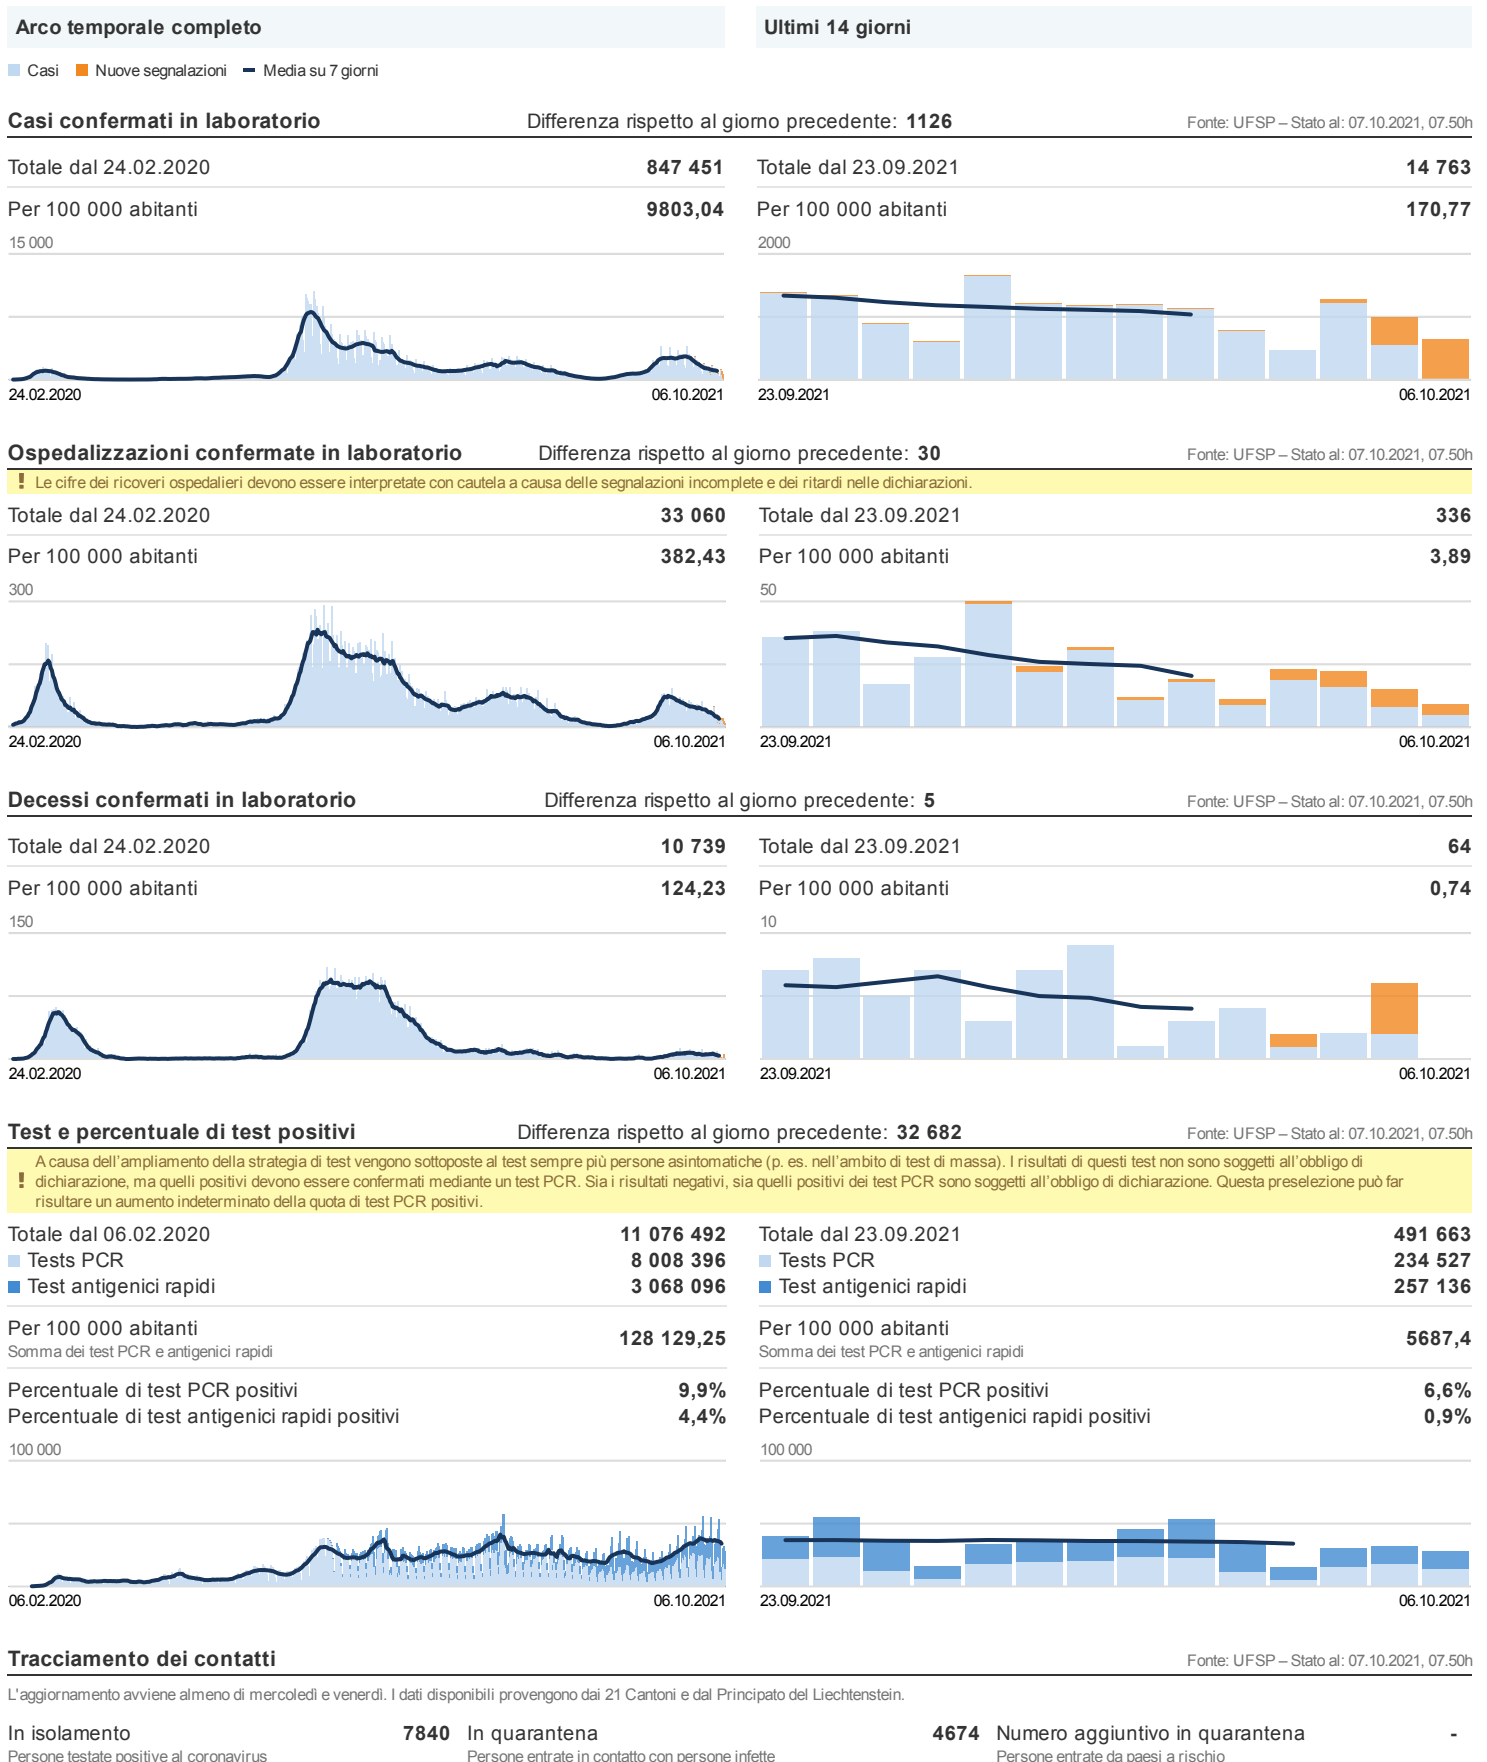 Arco temporale completo
Ultimi 14 giorni
Casi Nuove segnalazioni Media su 7 giorni
Casi confermati in laboratorio Differenza rispetto al giorno precedente: 1126 Fonte: UFSP – Stato al: 07.10.2021, 07.50h
Totale dal 24.02.2020 847 451
Per 100 000 abitanti 9803,04
15 000
24.02.2020 06.10.2021
Totale dal 23.09.2021 14 763
Per 100 000 abitanti 170,77
2000
23.09.2021 06.10.2021
Ospedalizzazioni confermate in laboratorio Differenza rispetto al giorno precedente: 30 Fonte: UFSP – Stato al: 07.10.2021, 07.50h
! Le cifre dei ricoveri ospedalieri devono essere interpretate con cautela a causa delle segnalazioni incomplete e dei ritardi nelle dichiarazioni.
Totale dal 24.02.2020 33 060
Per 100 000 abitanti 382,43
300
24.02.2020 06.10.2021
Totale dal 23.09.2021 336
Per 100 000 abitanti 3,89
50
23.09.2021 06.10.2021
Decessi confermati in laboratorio Differenza rispetto al giorno precedente: 5 Fonte: UFSP – Stato al: 07.10.2021, 07.50h
Totale dal 24.02.2020 10 739
Per 100 000 abitanti 124,23
150
24.02.2020 06.10.2021
Totale dal 23.09.2021 64
Per 100 000 abitanti 0,74
10
23.09.2021 06.10.2021
Test e percentuale di test positivi Differenza rispetto al giorno precedente: 32 682 Fonte: UFSP – Stato al: 07.10.2021, 07.50h
A causa dell'ampliamento della strategia di test vengono sottoposte al test sempre più persone asintomatiche (p. es. nell'ambito di test di massa). I risultati di questi test non sono soggetti all'obbligo di
! dichiarazione, ma quelli positivi devono essere confermati mediante un test PCR. Sia i risultati negativi, sia quelli positivi dei test PCR sono soggetti all'obbligo di dichiarazione. Questa preselezione può far
risultare un aumento indeterminato della quota di test PCR positivi.
Totale dal 06.02.2020 11 076 492
Tests PCR 8 008 396
Test antigenici rapidi 3 068 096
Per 100 000 abitanti 128 129,25
Somma dei test PCR e antigenici rapidi
Percentuale di test PCR positivi 9,9%
Percentuale di test antigenici rapidi positivi 4,4%
100 000
06.02.2020 06.10.2021
Totale dal 23.09.2021 491 663
Tests PCR 234 527
Test antigenici rapidi 257 136
Per 100 000 abitanti 5687,4
Somma dei test PCR e antigenici rapidi
Percentuale di test PCR positivi 6,6%
Percentuale di test antigenici rapidi positivi 0,9%
100 000
23.09.2021 06.10.2021
Tracciamento dei contatti Fonte: UFSP – Stato al: 07.10.2021, 07.50h
L'aggiornamento avviene almeno di mercoledì e venerdì. I dati disponibili provengono dai 21 Cantoni e dal Principato del Liechtenstein.
In isolamento 7840
Persone testate positive al coronavirus
In quarantena 4674
Persone entrate in contatto con persone infette
Numero aggiuntivo in quarantena -
Persone entrate da paesi a rischio